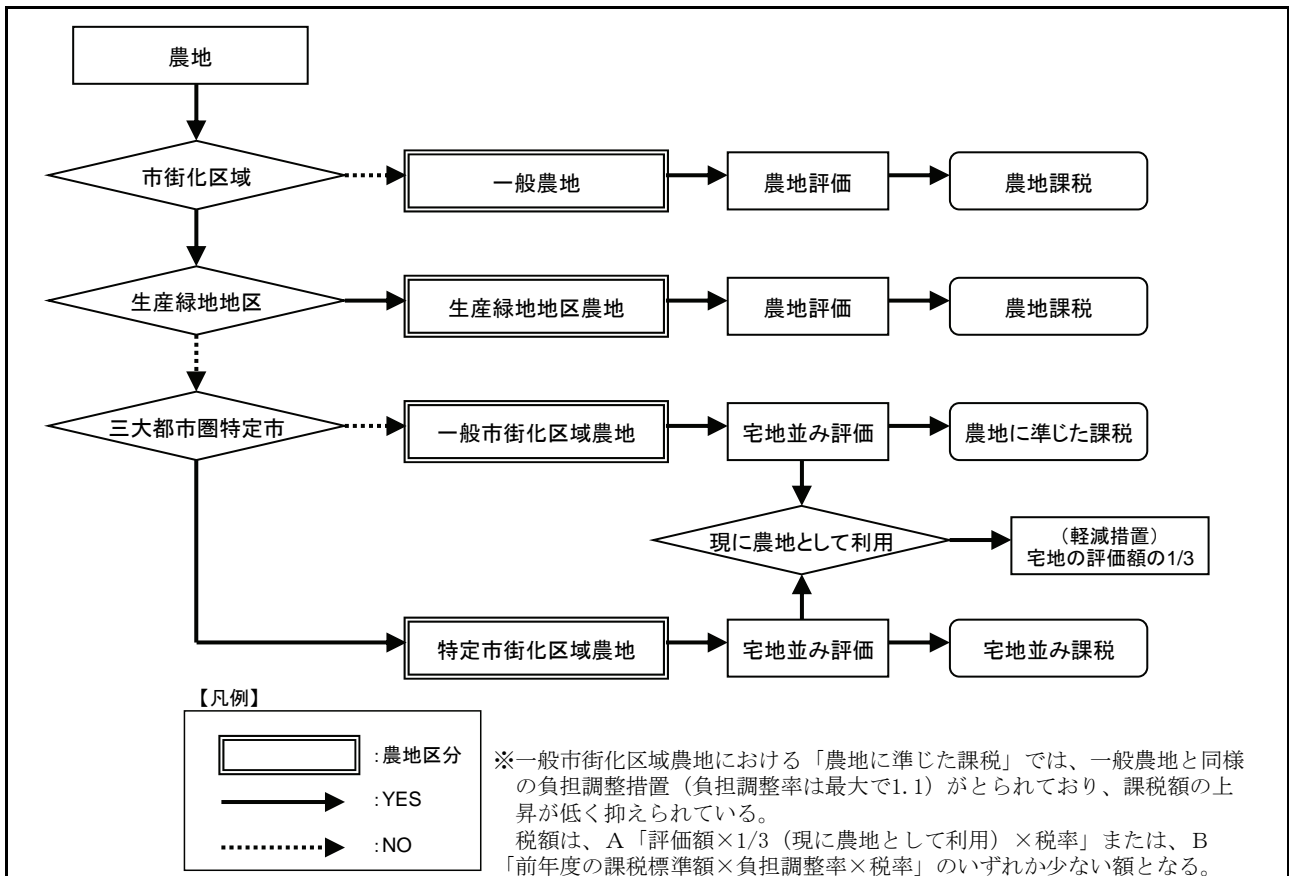 農地
市街化区域
一般農地
農地評価
農地課税
生産緑地地区
生産緑地地区農地
農地評価
農地課税
三大都市圏特定市
一般市街化区域農地
宅地並み評価
農地に準じた課税
現に農地として利用
（軽減措置）
宅地の評価額の1/3
特定市街化区域農地
宅地並み評価
宅地並み課税
【凡例】
:農地区分
:YES
:NO
※一般市街化区域農地における「農地に準じた課税」では、一般農地と同様
の負担調整措置（負担調整率は最大で1.1）がとられており、課税額の上
昇が低く抑えられている。
税額は、A「評価額×1/3（現に農地として利用）×税率」または、B
「前年度の課税標準額×負担調整率×税率」のいずれか少ない額となる。